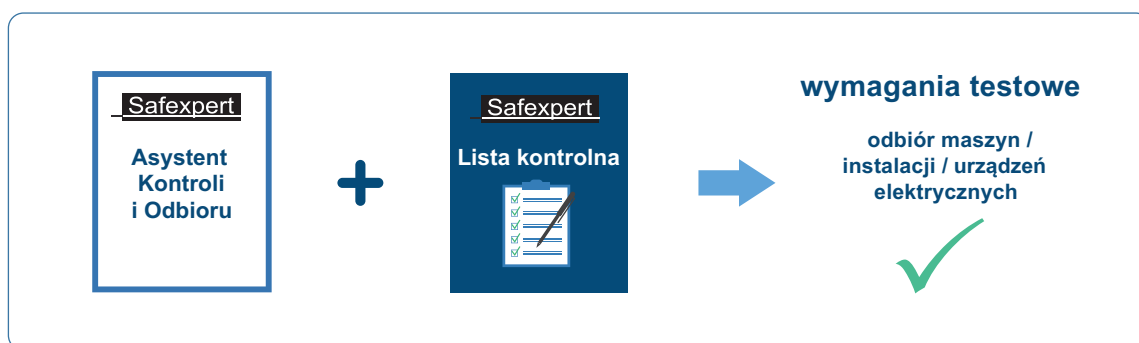 Safexpert
Asystent
Kontroli
i Odbioru
Safexpert
Lista kontrolna
wymagania testowe
odbiór maszyn /
instalacji / urządzeń
elektrycznych